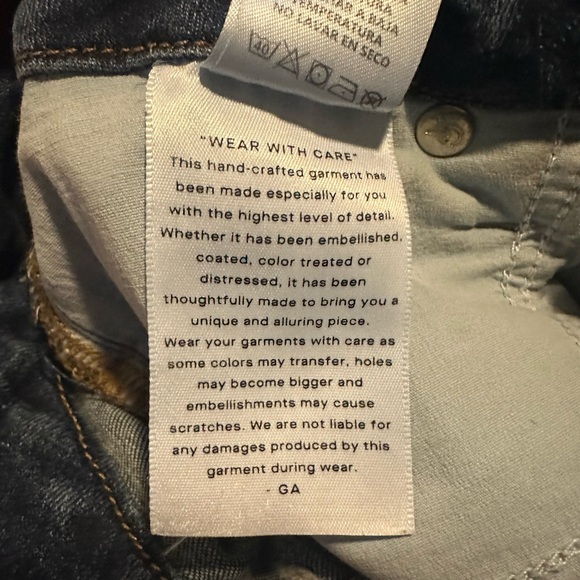 AR A BAJA
TEMPERATURA
NO LAVAR EN SECO
40
"WEAR WITH CARE"
This hand-crafted garment has
been made especially for you
with the highest level of detail.
Whether it has been embellished,
coated, color treated or
distressed, it has been
thoughtfully made to bring you a
unique and alluring piece.
Wear your garments with care as
some colors may transfer, holes
may become bigger and
embellishments may cause
scratches. We are not liable for
any damages produced by this
garment during wear.
- GA